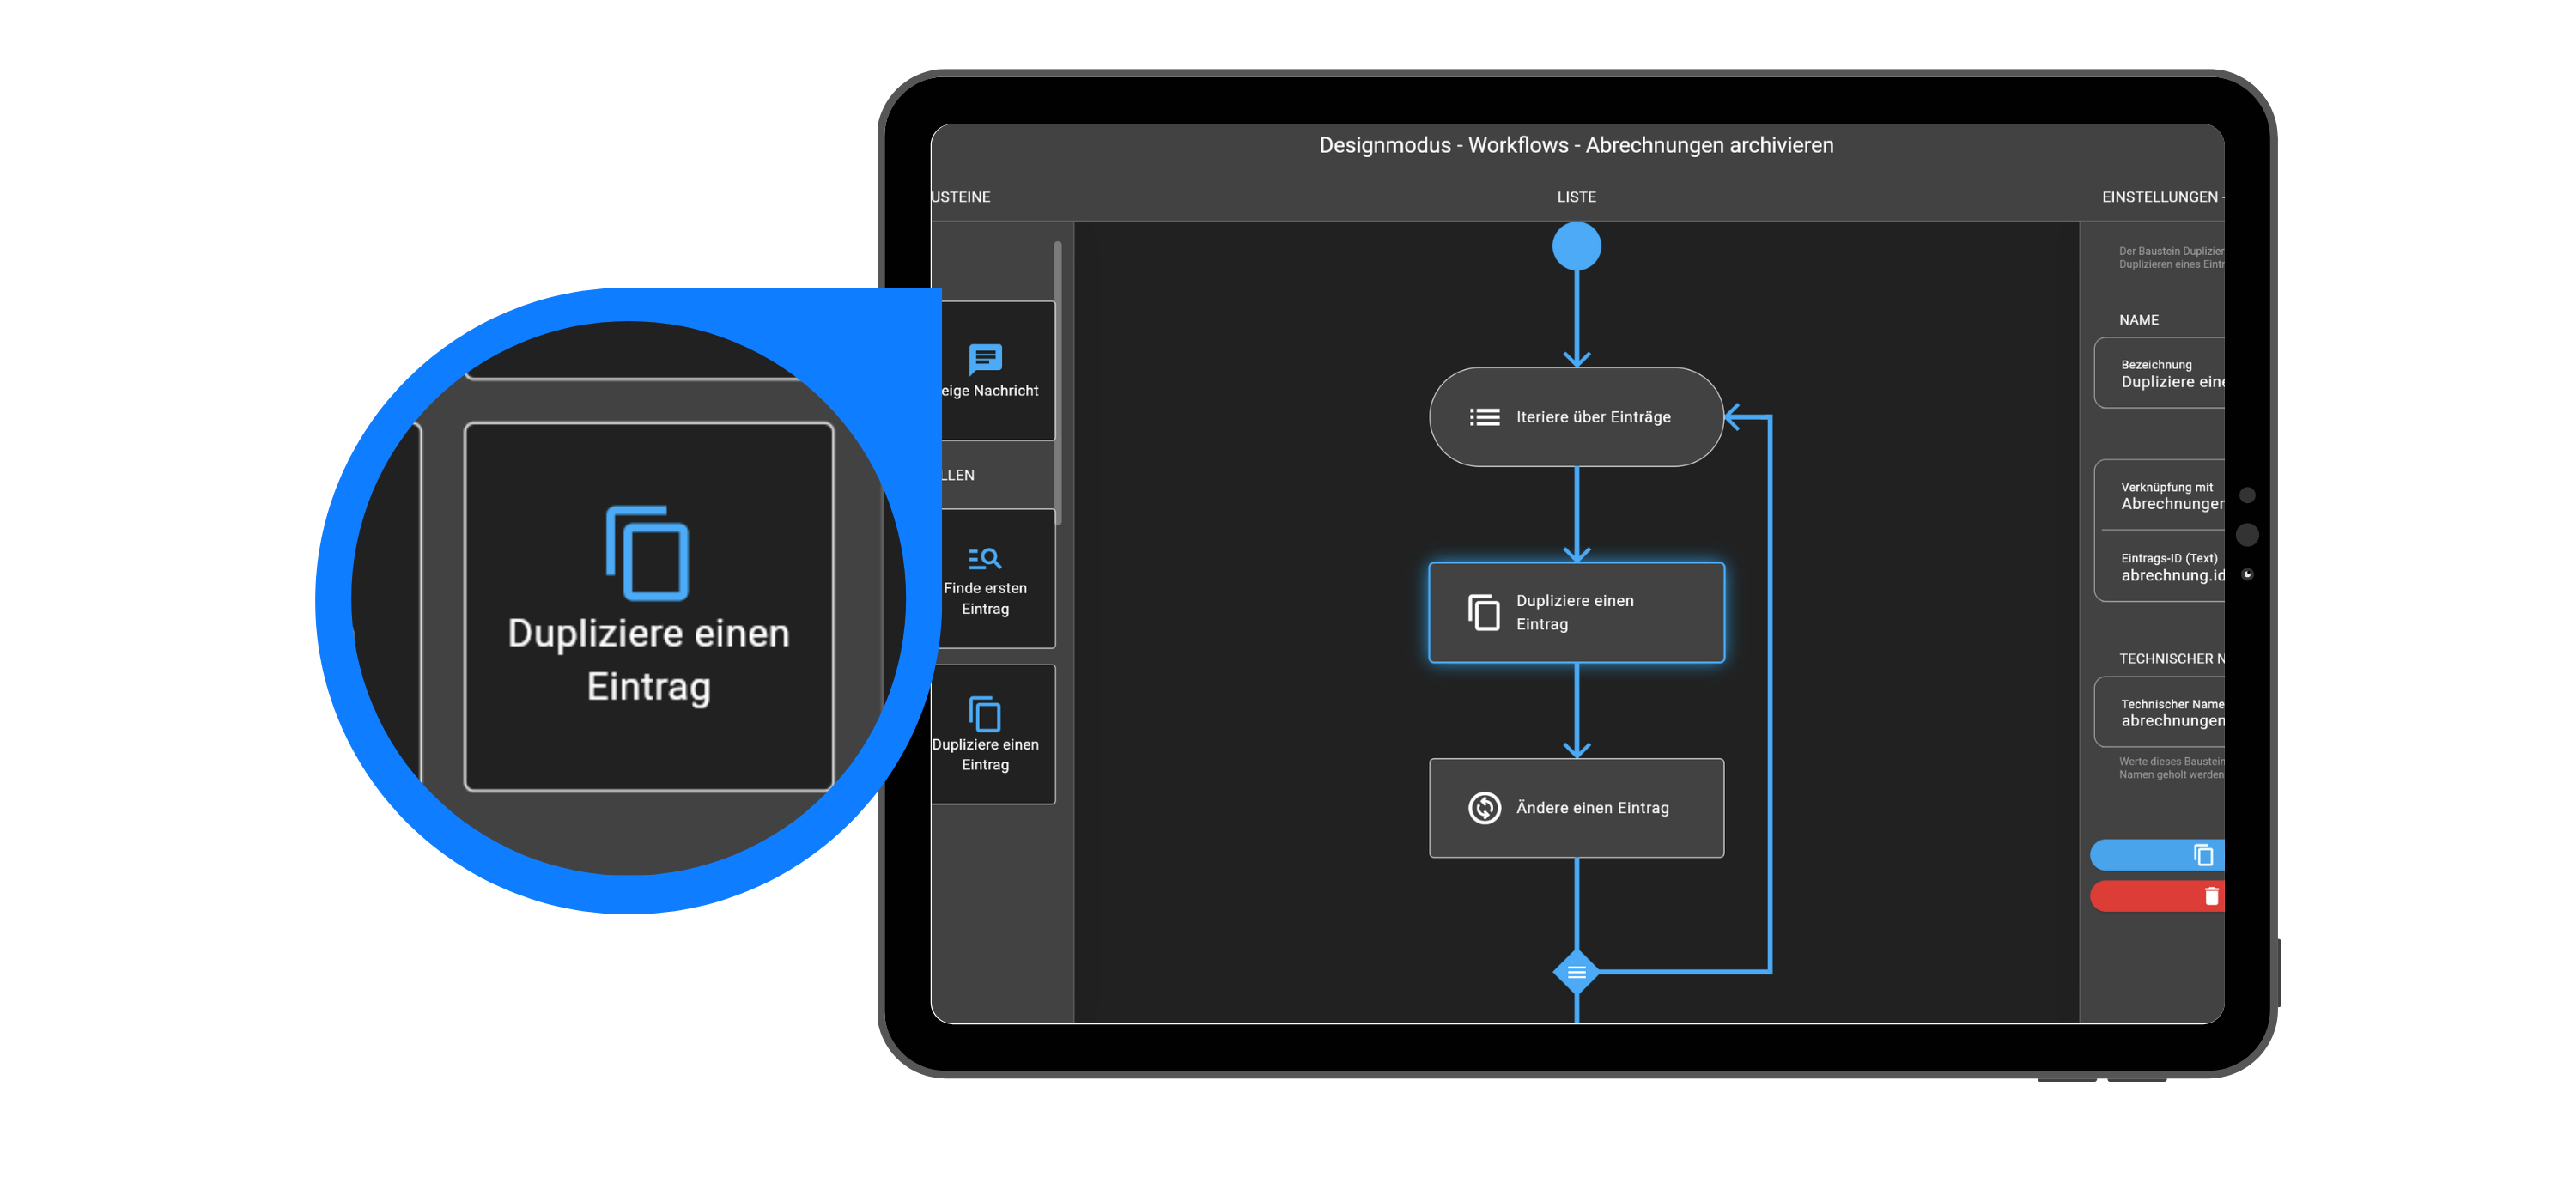 Designmodus - Workflows - Abrechnungen archivieren
USTEINE
LISTE
EINSTELLUNGEN -
eige Nachricht
LLEN
Finde ersten
Eintrag
Dupliziere einen
Eintrag
Dupliziere einen
Eintrag
Iteriere über Einträge
Dupliziere einen
Eintrag
Ändere einen Eintrag
Der Baustein Duplizier
Duplizieren eines Eintr
NAME
Bezeichnung
Dupliziere eine
Verknüpfung mit
Abrechnunger
Eintrags-ID (Text)
abrechnung.id
TECHNISCHER N
Technischer Name
abrechnungen
Werte dieses Baustein
Namen geholt werden